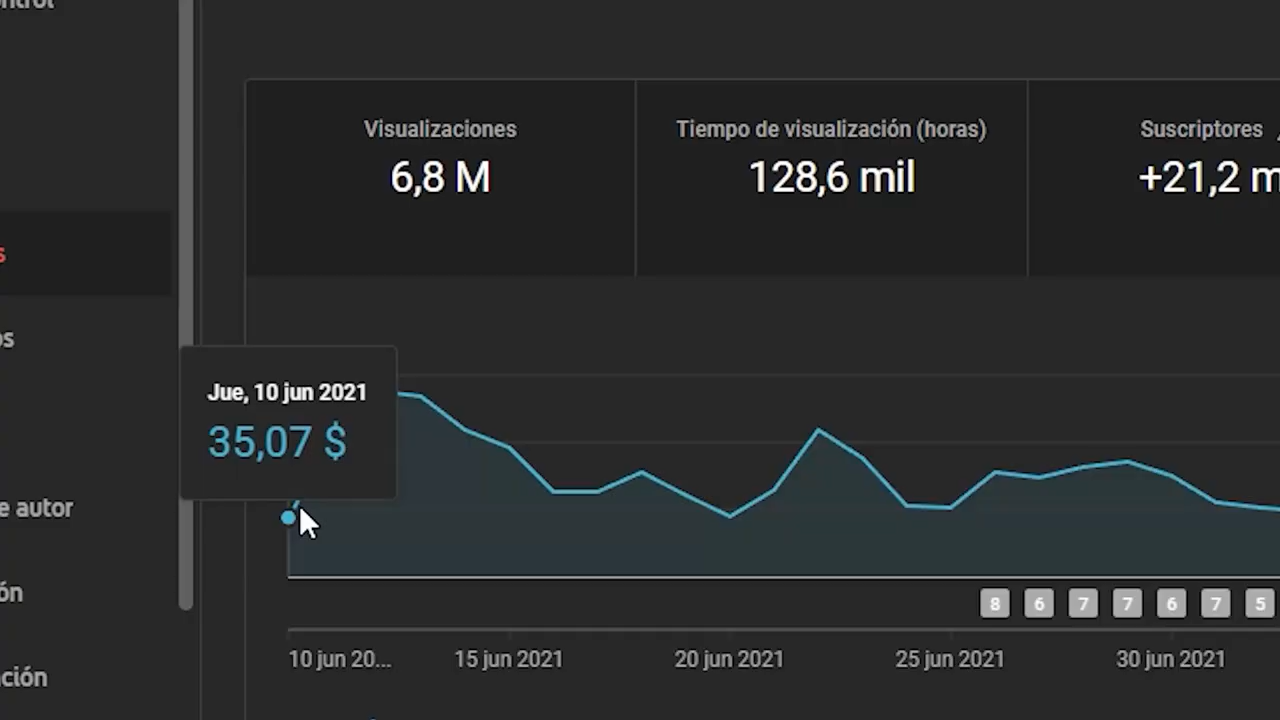 Visualizaciones
6,8 M
Tiempo de visualización (horas)
128,6 mil
Suscriptores
+21,2 m
Jue, 10 jun 2021
35,07 $
e autor
8 6 7 7 6 7 5
10 jun 20... 15 jun 2021 20 jun 2021 25 jun 2021 30 jun 2021